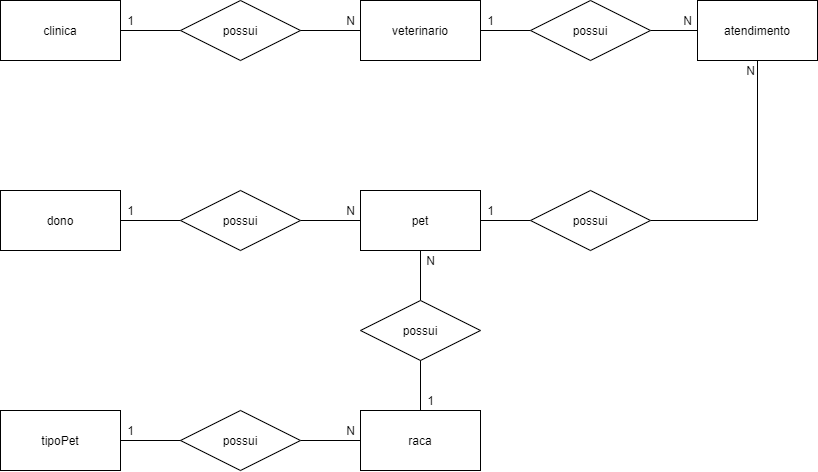 clinica
1
possui
N
veterinario
1
possui
N
atendimento
N
dono
1
possui
N
pet
1
possui
N
possui
1
tipoPet
1
possui
N
raca